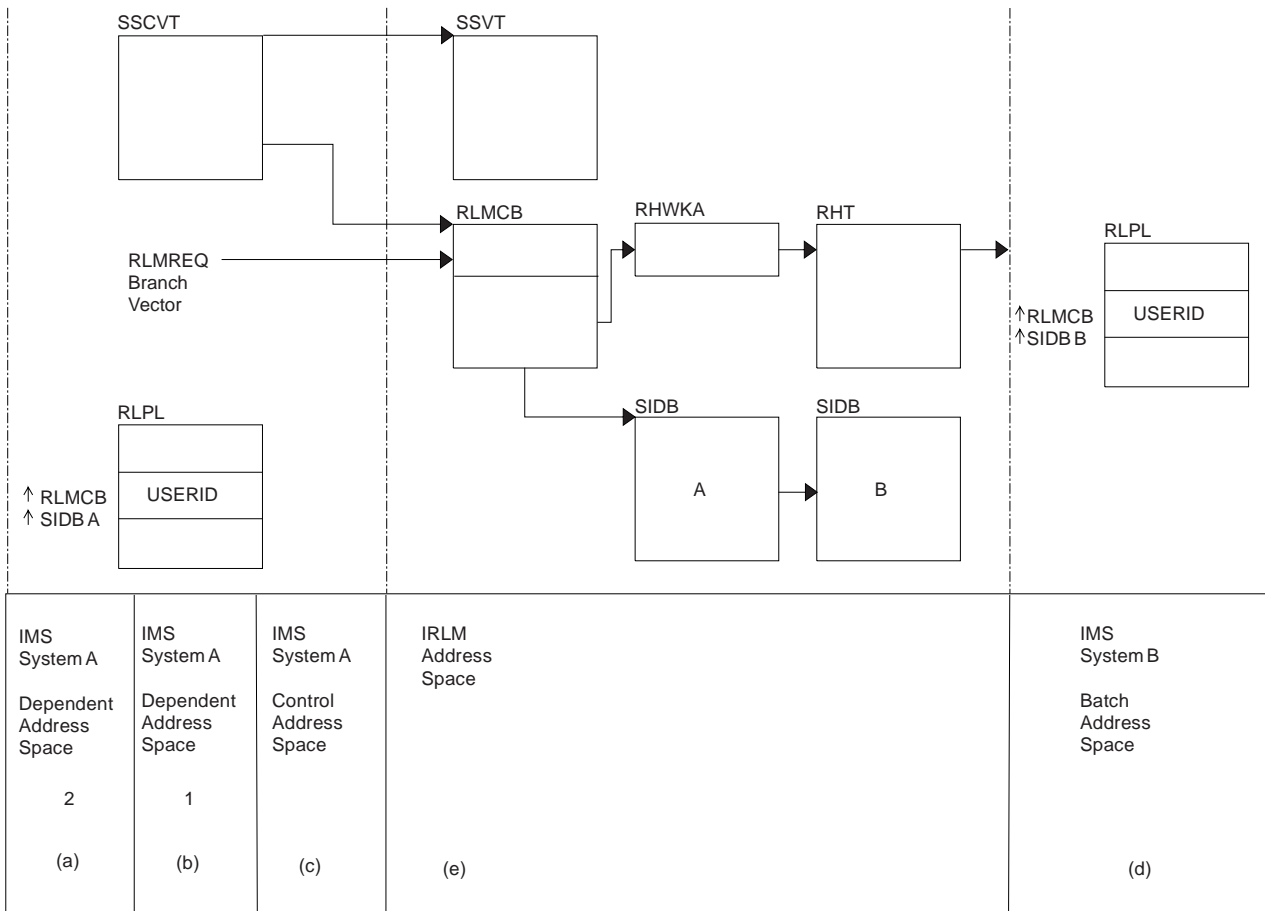 SSCVT
SSVT
RLMCB
RHWKA
RHT
RLPL
RLMREQ
Branch
Vector
↑RLMCB
↑SIDB B
USERID
RLPL
SIDB
SIDB
↑ RLMCB
↑ SIDB A
USERID
A
B
IMS
System A
Dependent
Address
Space
2
(a)
IMS
System A
Dependent
Address
Space
1
(b)
IMS
System A
Control
Address
Space
(c)
IRLM
Address
Space
(e)
IMS
System B
Batch
Address
Space
(d)